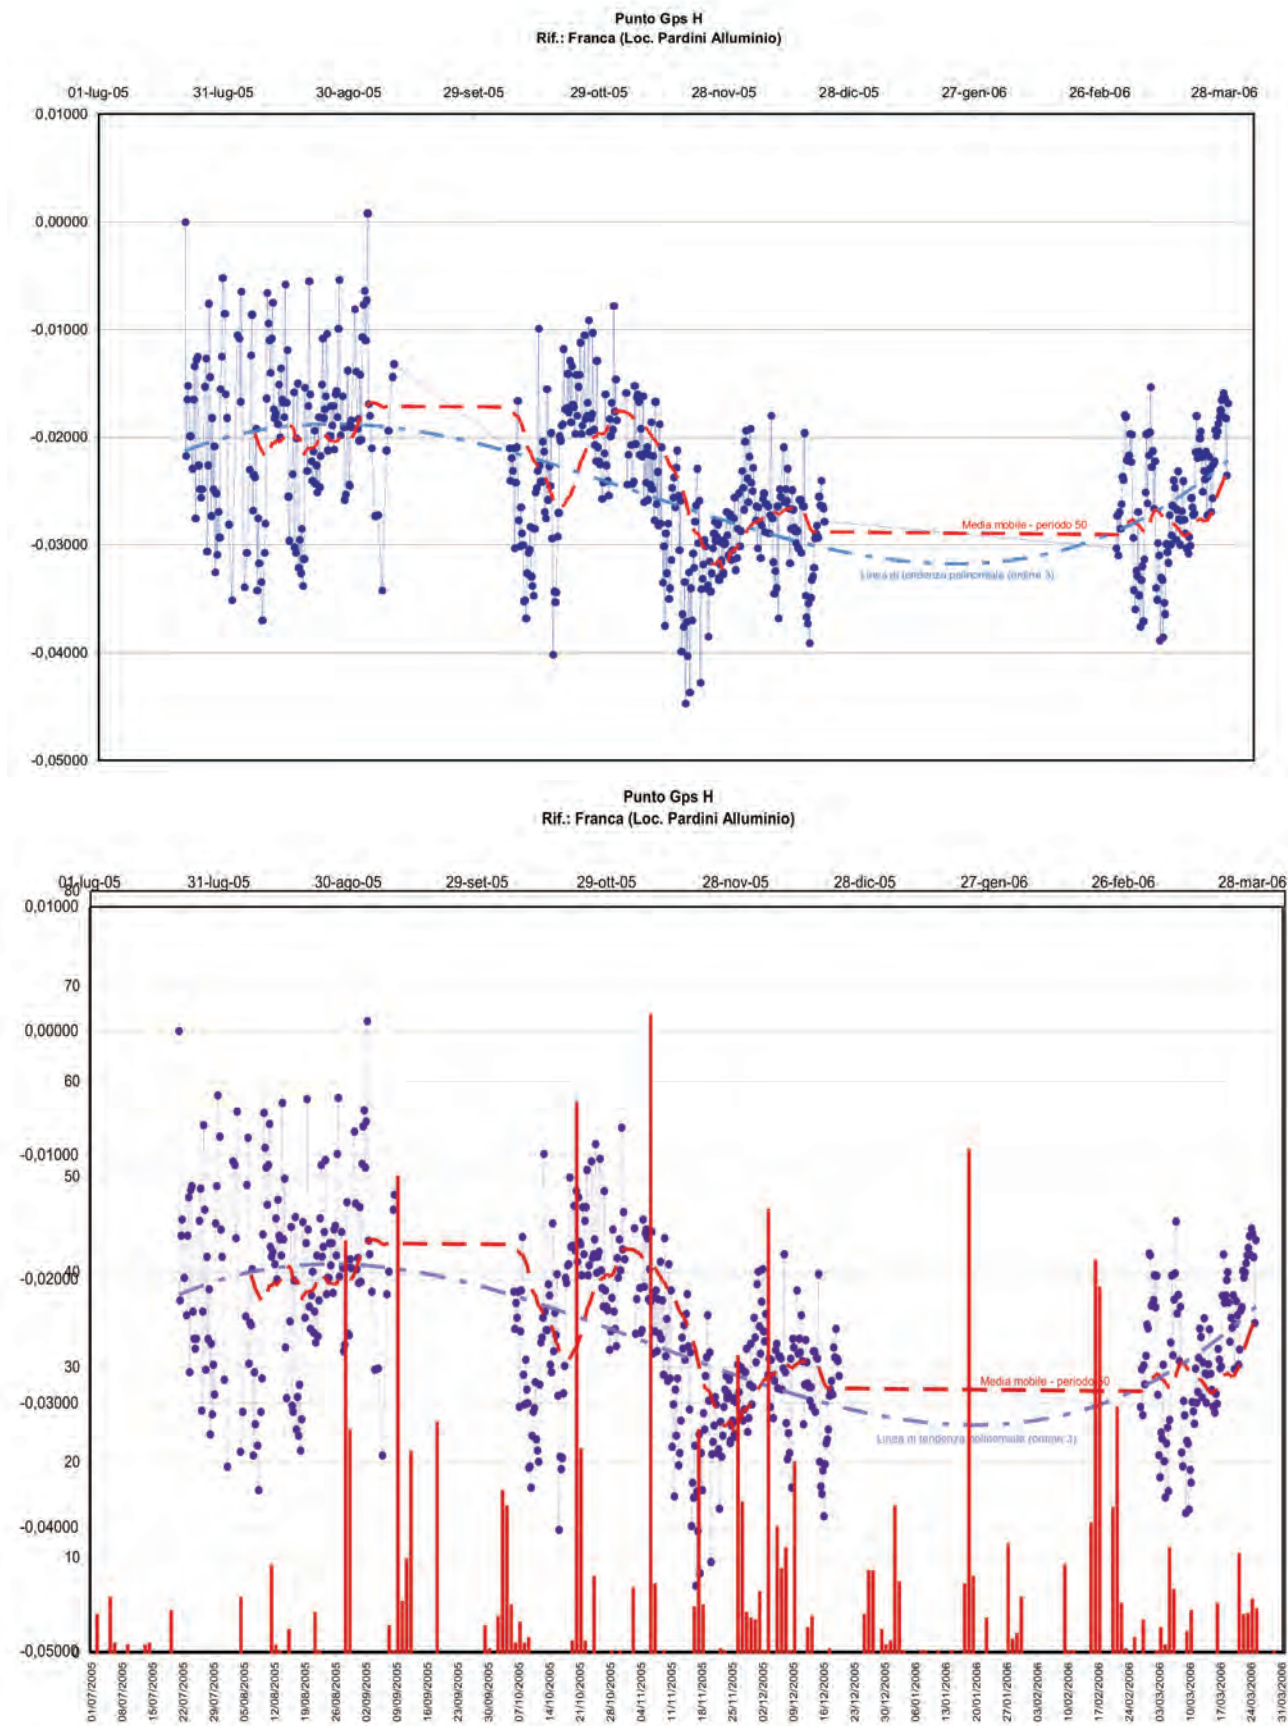 Punto Gps H
Rif.: Franca (Loc. Pardini Alluminio)
01-lug-05 31-lug-05 30-ago-05 29-set-05 29-ott-05 28-nov-05 28-dic-05 27-gen-06 26-feb-06 28-mar-06
0,01000
0,00000
-0,01000
-0,02000
-0,03000
-0,04000
-0,05000
Media mobile - periodo 50
Linea di tendenza polinomiale (ordine 3)
Punto Gps H
Rif.: Franca (Loc. Pardini Alluminio)
01-lug-05 31-lug-05 30-ago-05 29-set-05 29-ott-05 28-nov-05 28-dic-05 27-gen-06 26-feb-06 28-mar-06
80
0,01000
70
0,00000
60
-0,01000
50
40
-0,02000
30
-0,03000
20
-0,04000
10
-0,05000
Media mobile - periodo 50
Linea di tendenza polinomiale (ordine 3)
01/07/2005 08/07/2005 15/07/2005 22/07/2005 29/07/2005 05/08/2005 12/08/2005 19/08/2005 26/08/2005 02/09/2005 09/09/2005 16/09/2005 23/09/2005 30/09/2005 07/10/2005 14/10/2005 21/10/2005 28/10/2005 04/11/2005 11/11/2005 18/11/2005 25/11/2005 02/12/2005 09/12/2005 16/12/2005 23/12/2005 30/12/2005 06/01/2006 13/01/2006 20/01/2006 27/01/2006 03/02/2006 10/02/2006 17/02/2006 24/02/2006 03/03/2006 10/03/2006 17/03/2006 24/03/2006 31/03/2006